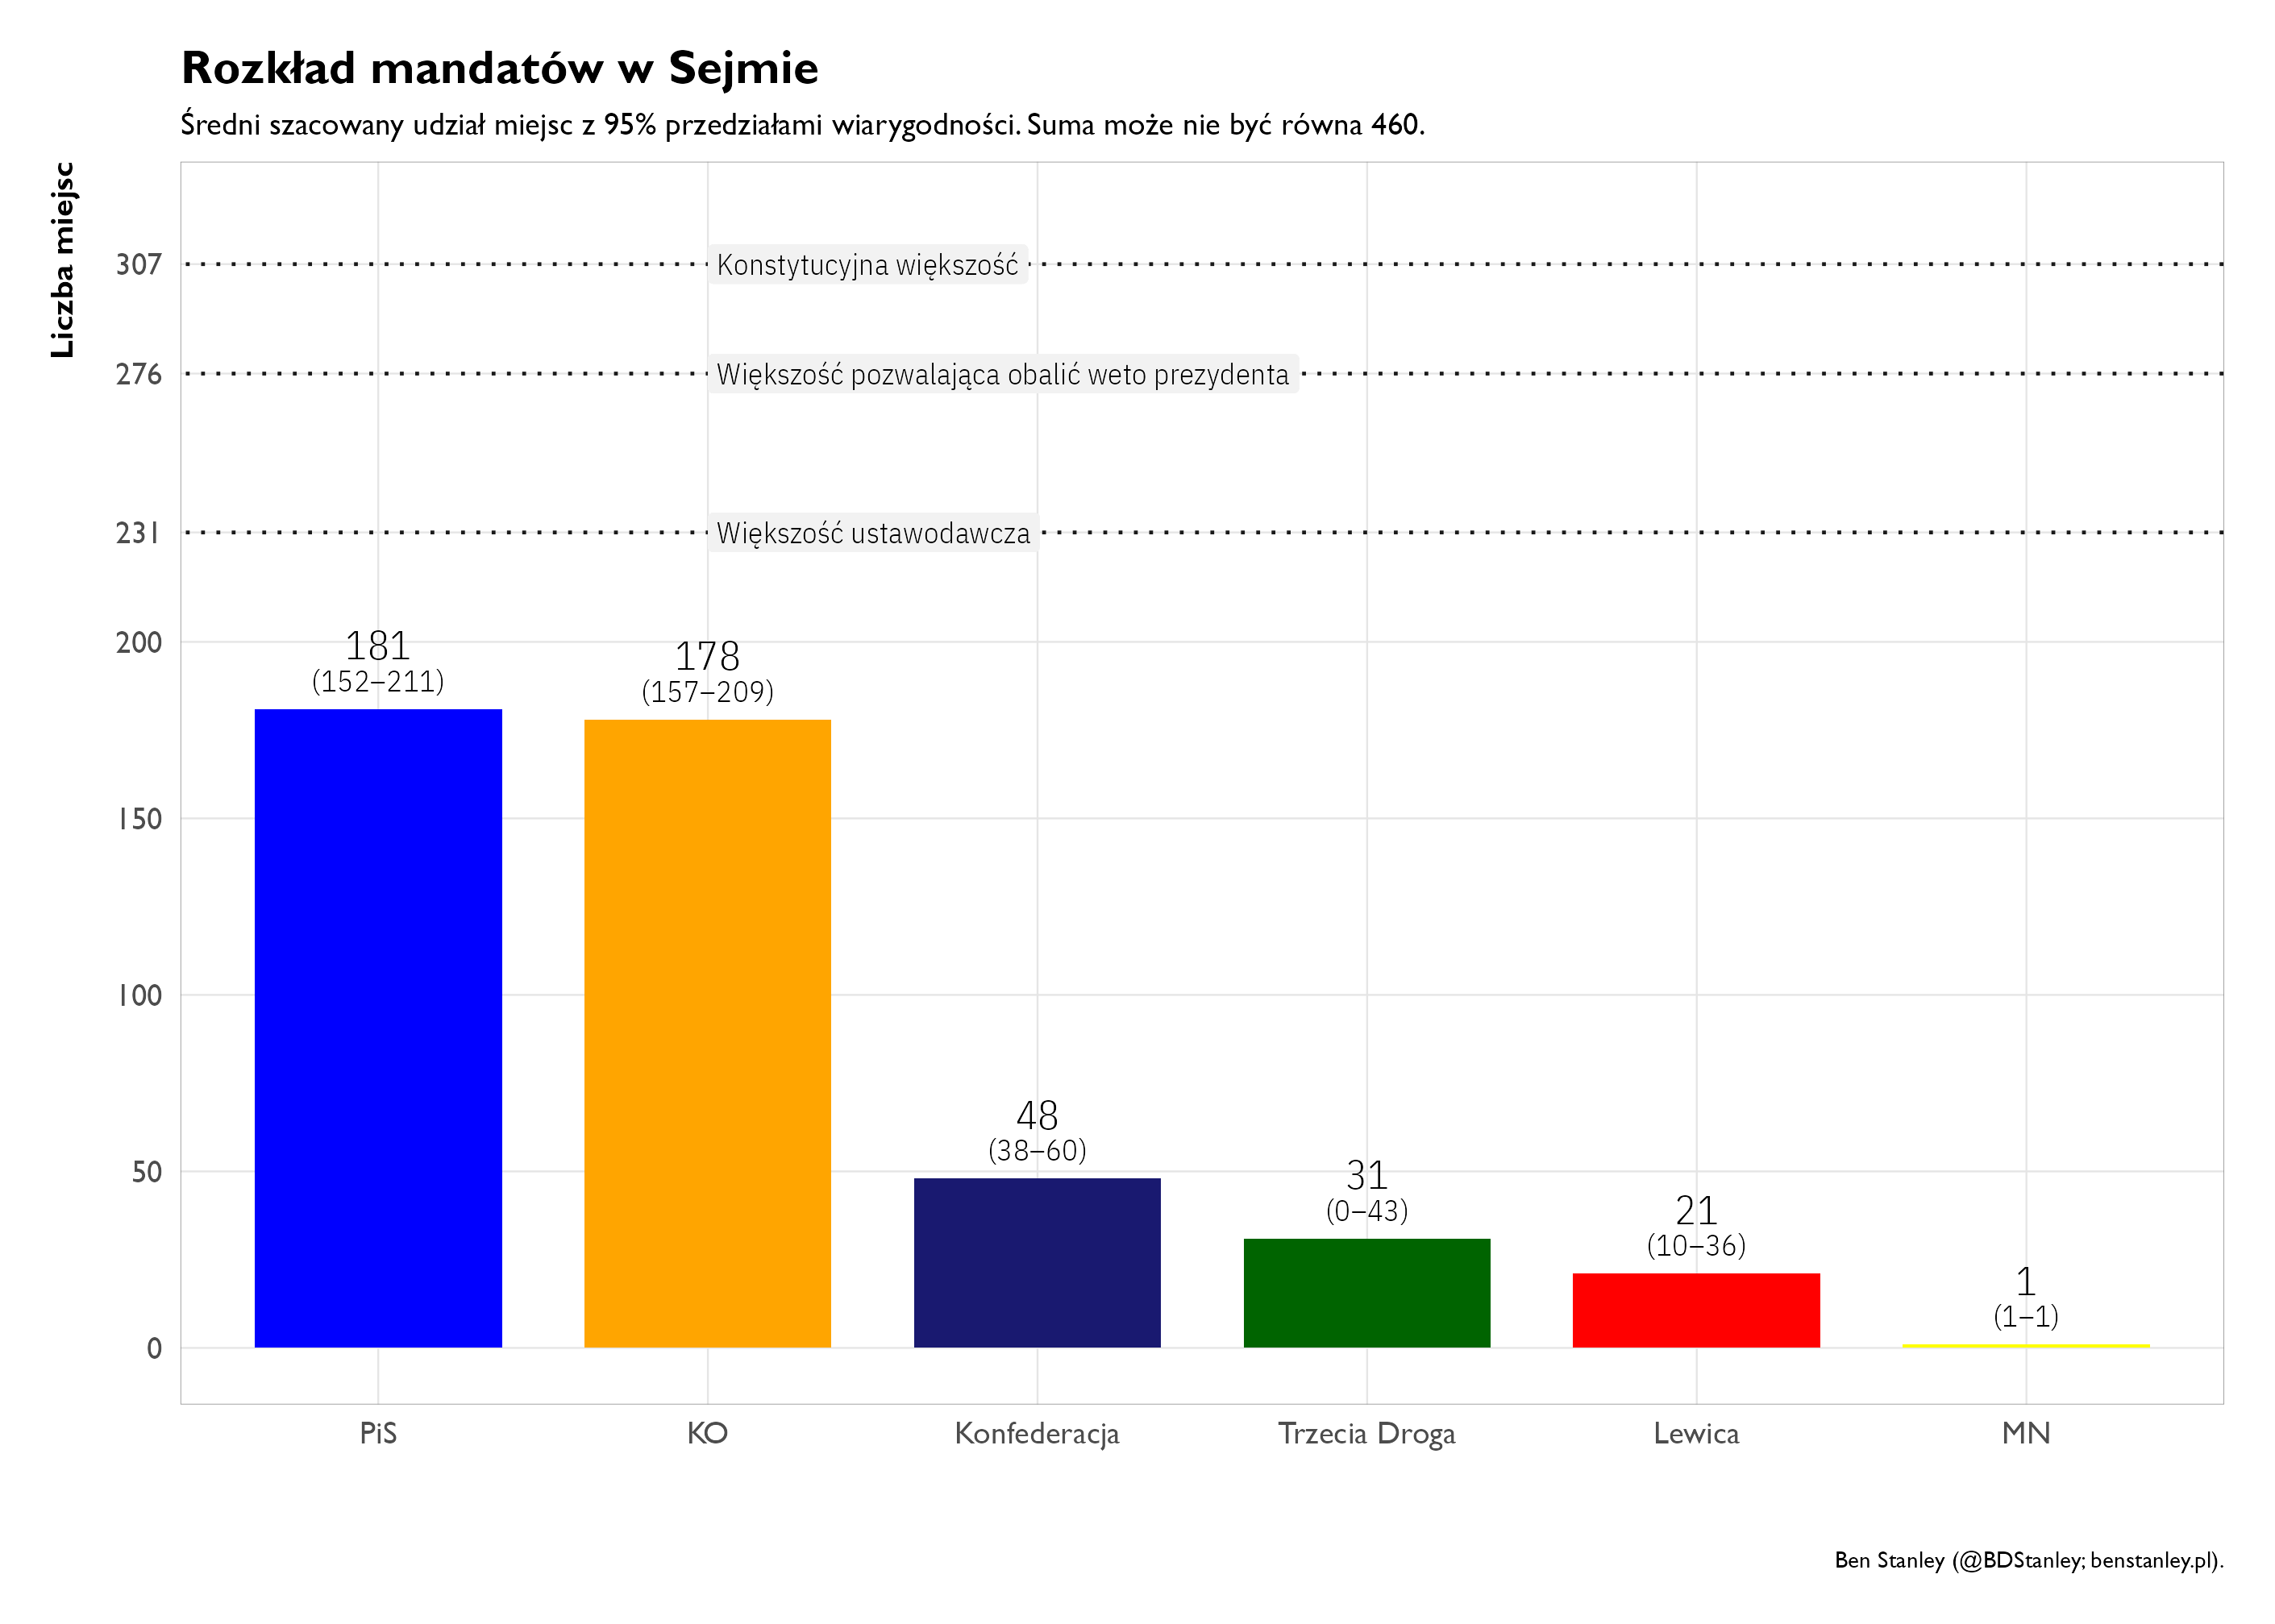 Rozkład mandatów w Sejmie
Średni szacowany udział miejsc z 95% przedziałami wiarygodności. Suma może nie być równa 460.
Liczba miejsc
307
Konstytucyjna większość
276
Większość pozwalająca obalić weto prezydenta
231
Większość ustawodawcza
200
150
100
50
0
181
(152–211)
178
(157–209)
48
(38–60)
31
(0–43)
21
(10–36)
1
(1–1)
PiS
KO
Konfederacja
Trzecia Droga
Lewica
MN
Ben Stanley (@BDStanley; benstanley.pl).